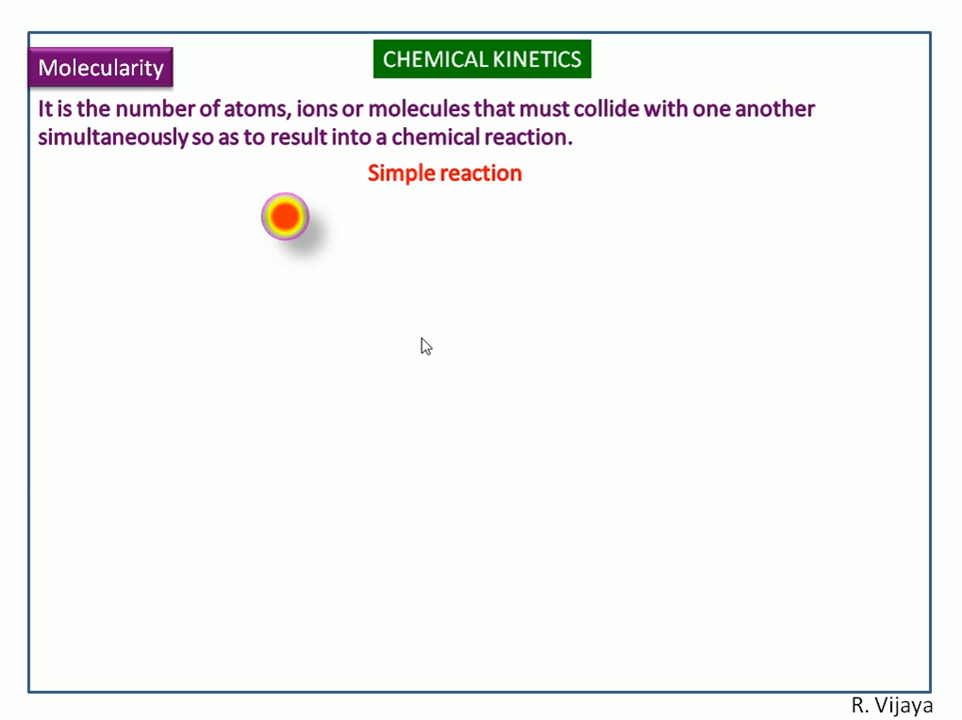 CHEMICAL KINETICS
Molecularity
It is the number of atoms, ions or molecules that must collide with one another
simultaneously so as to result into a chemical reaction.
Simple reaction
R. Vijaya